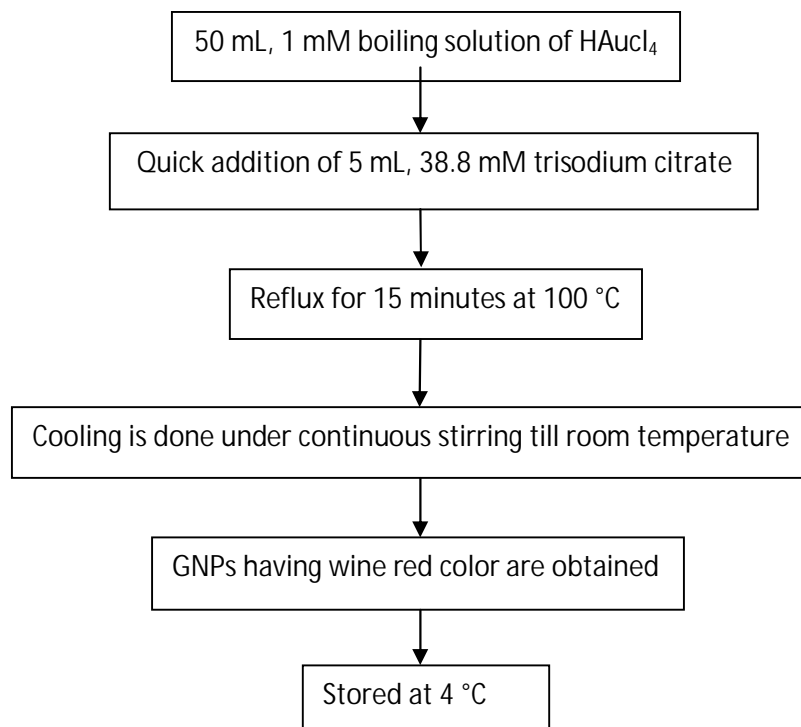 50 mL, 1 mM boiling solution of HAucl₄
Quick addition of 5 mL, 38.8 mM trisodium citrate
Reflux for 15 minutes at 100 °C
Cooling is done under continuous stirring till room temperature
GNPs having wine red color are obtained
Stored at 4 °C